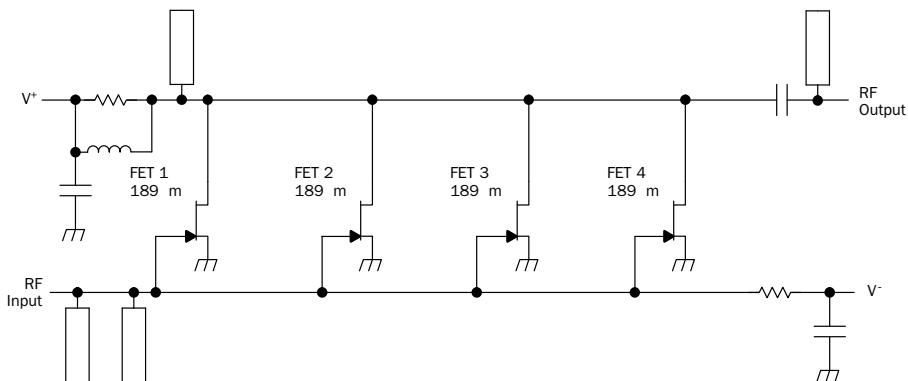 V+
RF
Output
FET 1
189 m
FET 2
189 m
FET 3
189 m
FET 4
189 m
RF
Input
V-